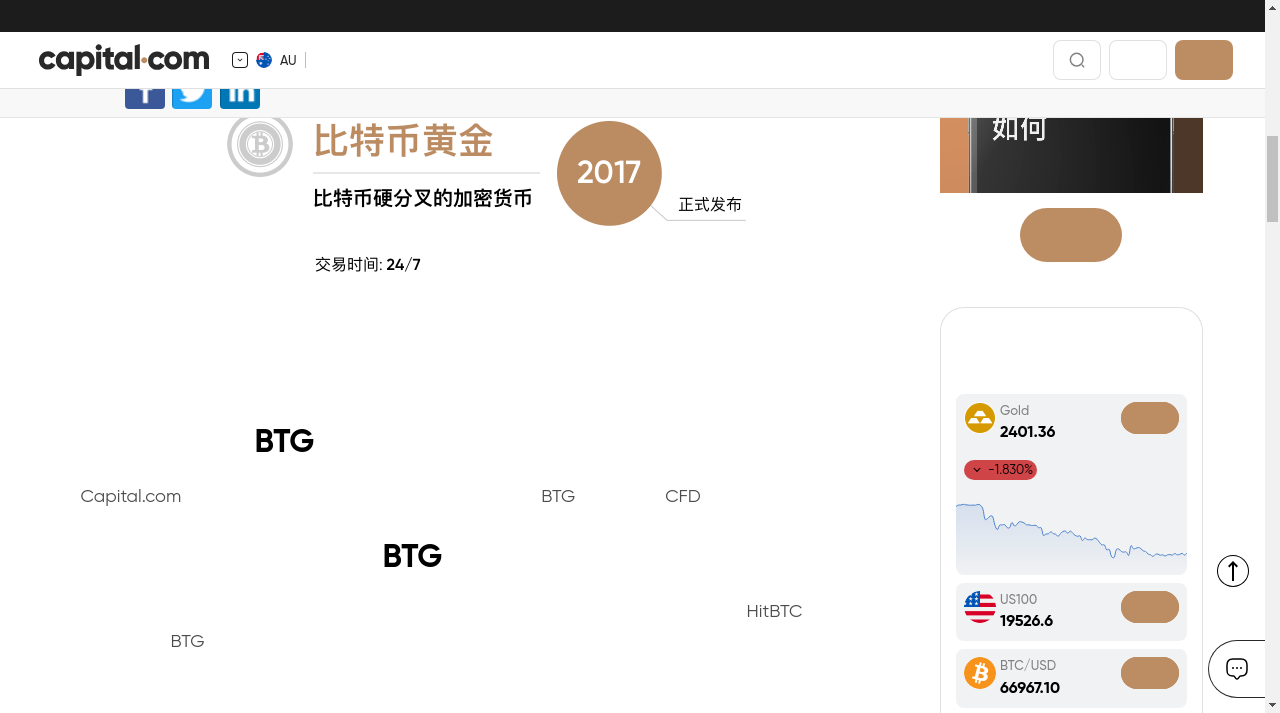 capital.com
AU
比特币黄金
比特币硬分叉的加密货币
2017
正式发布
交易时间: 24/7
如何
BTG
Capital.com BTG CFD
BTG
HitBTC
BTG
Gold
2401.36
-1.830%
US100
19526.6
BTC/USD
66967.10